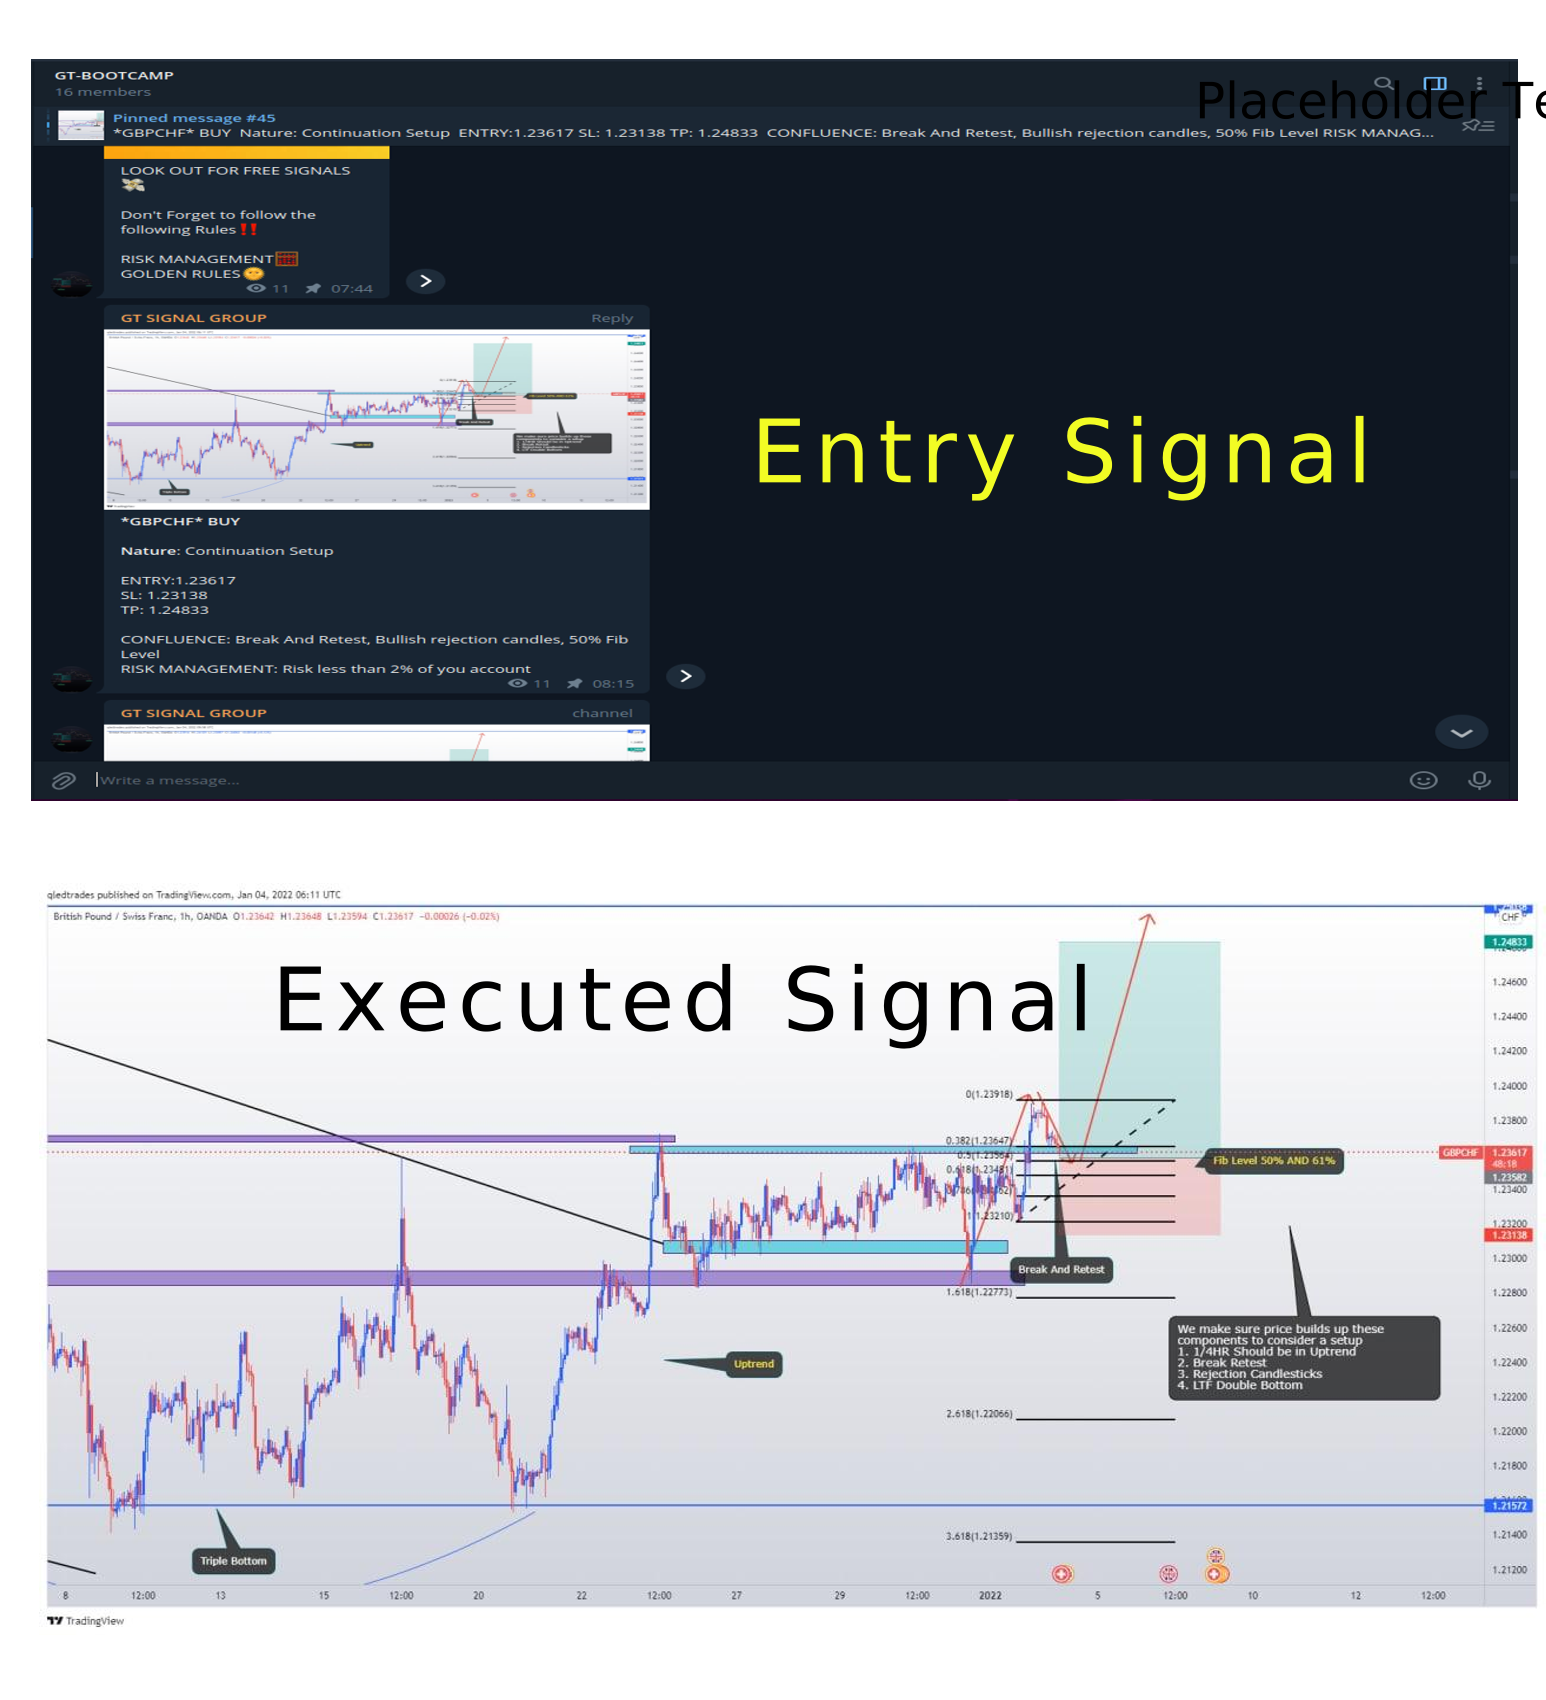 GT-BOOTCAMP
16 members
Placeholder Te
Pinned message #45
*GBPCHF* BUY Nature: Continuation Setup ENTRY:1.23617 SL: 1.23138 TP: 1.24833 CONFLUENCE: Break And Retest, Bullish rejection candles, 50% Fib Level RISK MANAG...
LOOK OUT FOR FREE SIGNALS
💸
Don't Forget to follow the
following Rules‼️
RISK MANAGEMENT🧮
GOLDEN RULES🤫
11 07:44
GT SIGNAL GROUP Reply
*GBPCHF* BUY
Nature: Continuation Setup
ENTRY:1.23617
SL: 1.23138
TP: 1.24833
CONFLUENCE: Break And Retest, Bullish rejection candles, 50% Fib
Level
RISK MANAGEMENT: Risk less than 2% of you account
11 08:15
Entry Signal
GT SIGNAL GROUP channel
Write a message...
qledtrades published on TradingView.com, Jan 04, 2022 06:11 UTC
British Pound / Swiss Franc, 1h, OANDA O1.23642 H1.23648 L1.23594 C1.23617 −0.00026 (−0.02%)
Executed Signal
CHF
1.24833
1.24600
1.24400
1.24200
1.24000
1.23800
GBPCHF 1.23617
48:18
1.23582
1.23400
1.23200
1.23138
1.23000
1.22800
1.22600
1.22400
1.22200
1.22000
1.21800
1.21572
1.21400
1.21200
0(1.23918)
0.382(1.23647)
0.5(1.23564)
0.618(1.23481)
1(1.23210)
1.618(1.22773)
2.618(1.22066)
3.618(1.21359)
Fib Level 50% AND 61%
Break And Retest
We make sure price builds up these
components to consider a setup
1. 1/4HR Should be in Uptrend
2. Break Retest
3. Rejection Candlesticks
4. LTF Double Bottom
Uptrend
Triple Bottom
8 12:00 13 15 12:00 20 22 12:00 27 29 12:00 2022 5 12:00 10 12 12:00
TradingView